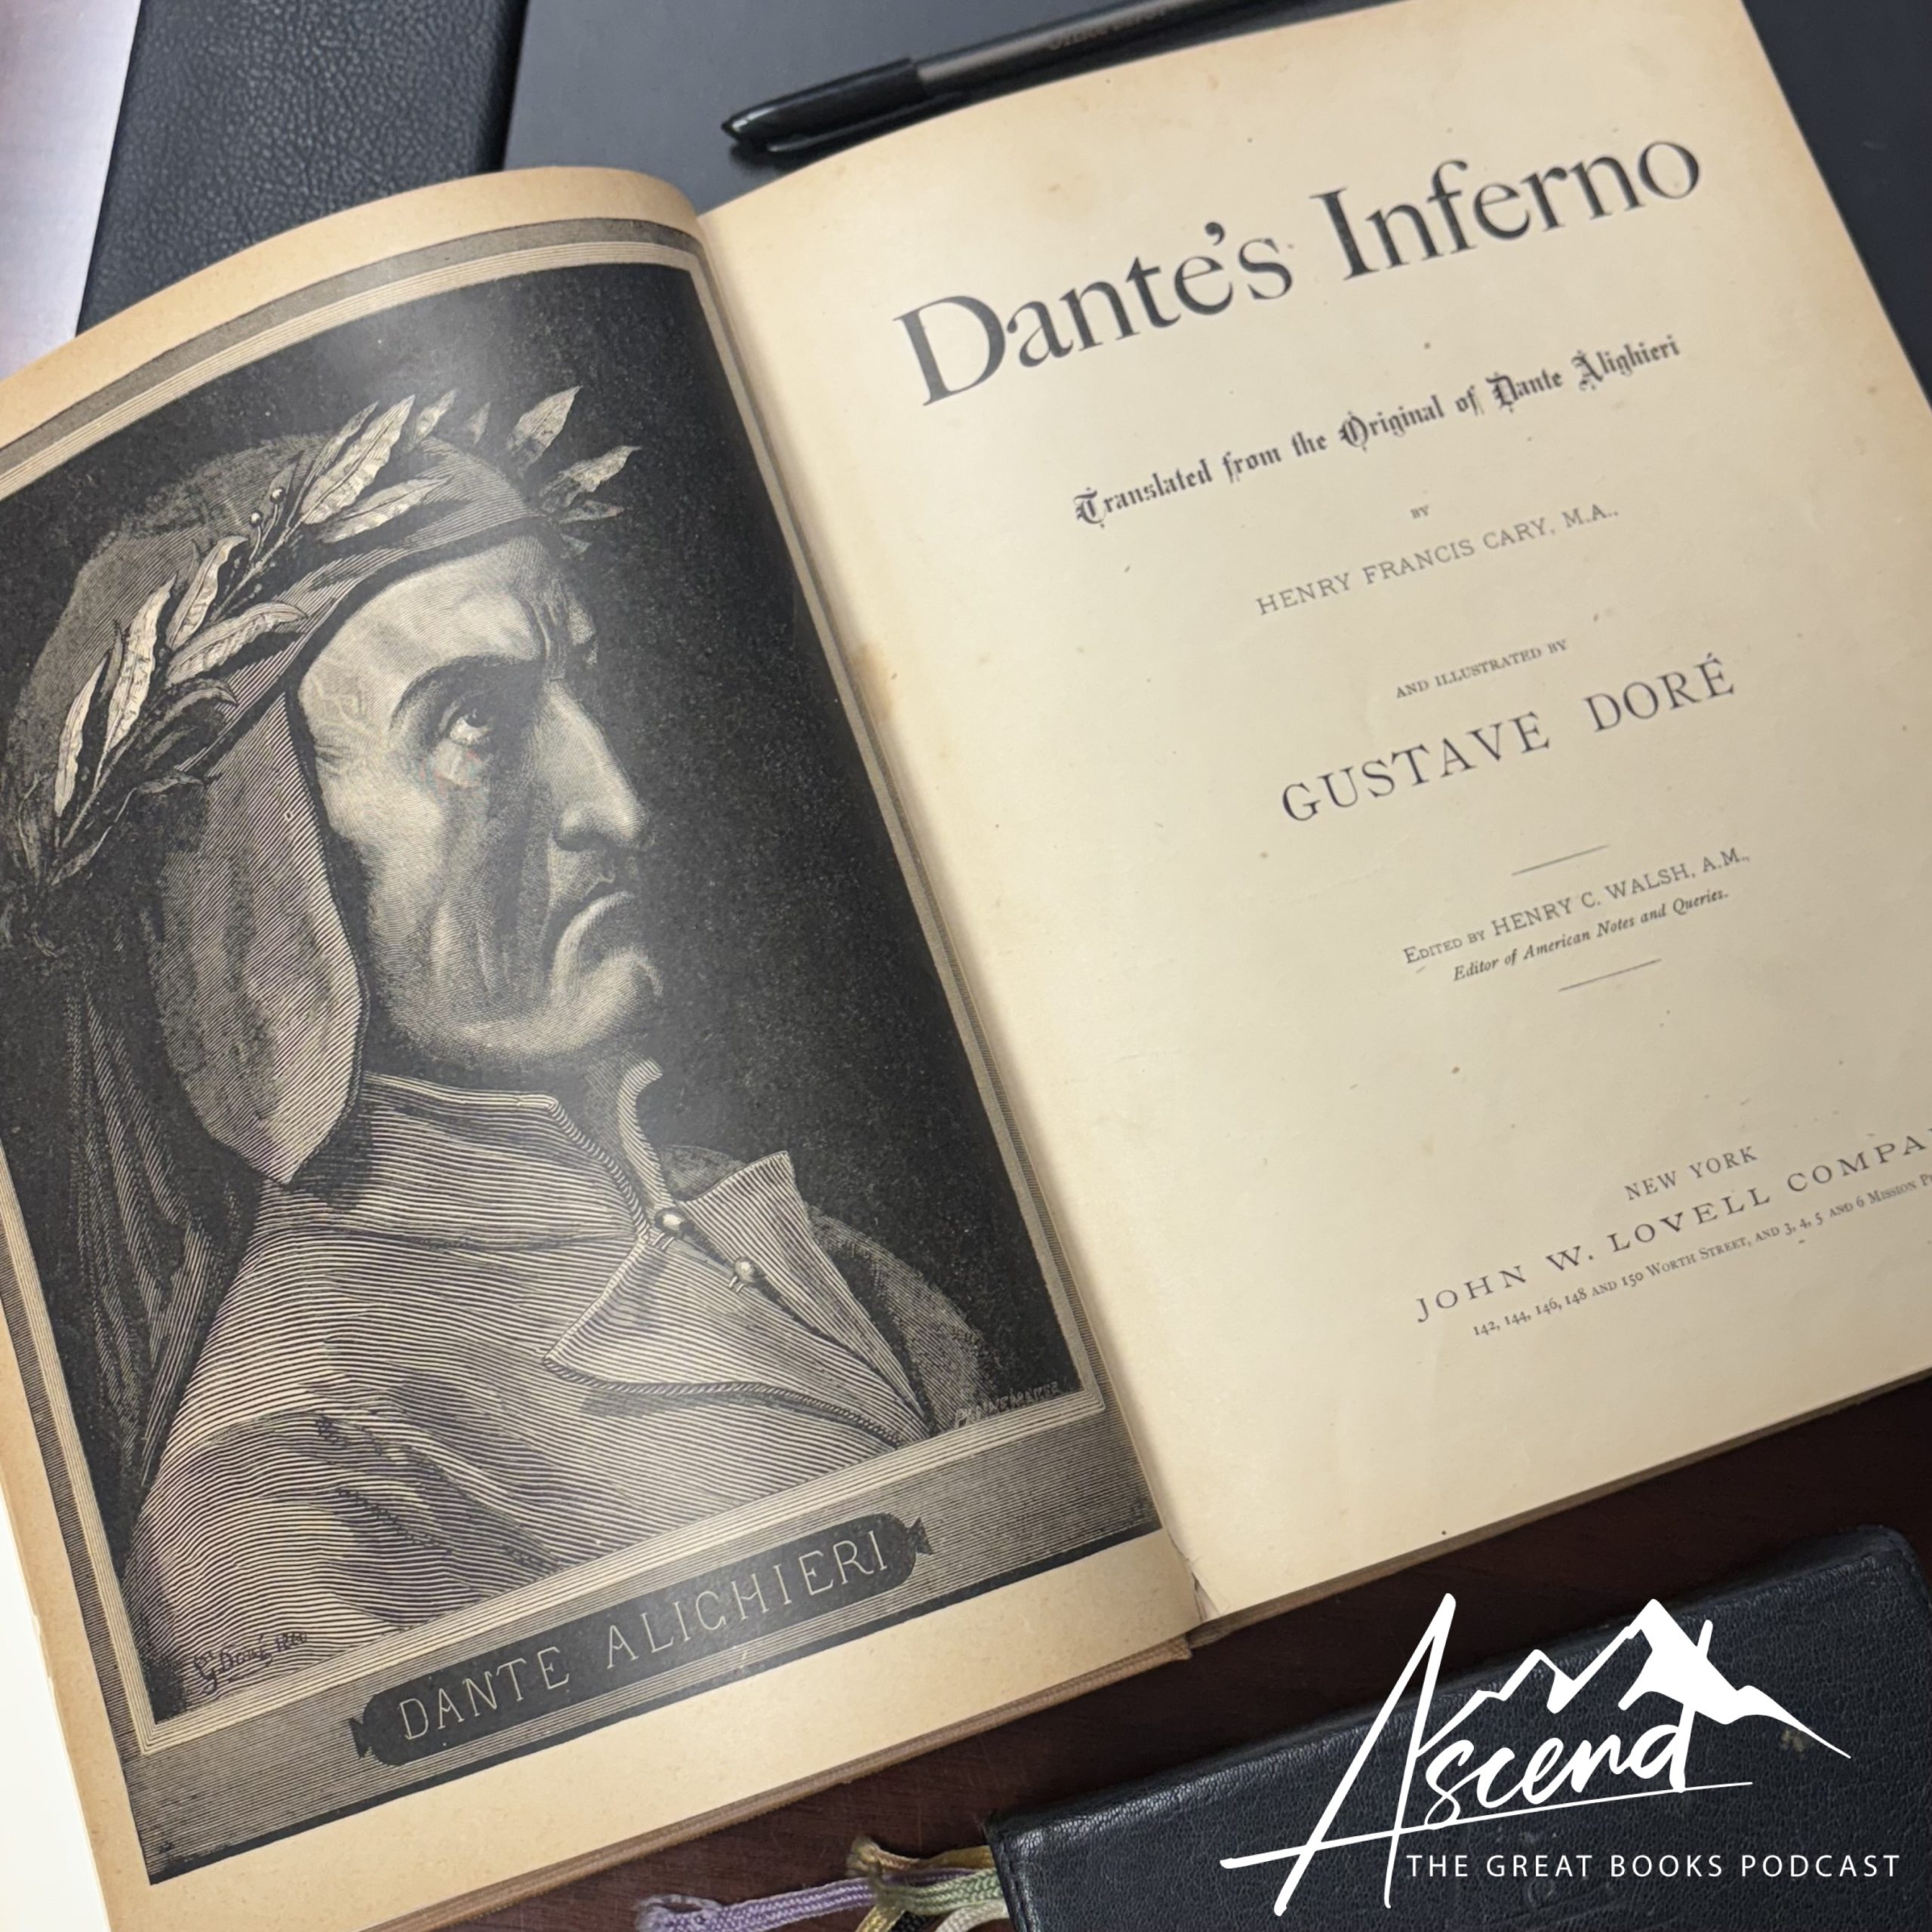 DANTE ALIGHIERI
Dante's Inferno
Translated from the Original of Dante Alighieri
BY
HENRY FRANCIS CARY, M.A.,
AND ILLUSTRATED BY
GUSTAVE DORÉ
EDITED BY HENRY C. WALSH, A.M.,
Editor of American Notes and Queries.
NEW YORK
JOHN W. LOVELL
142, 144, 146, 148 AND 150 WORTH STREET, AND 3, 4, 5 AND 6 MISSION
Ascend
THE GREAT BOOKS PODCAST